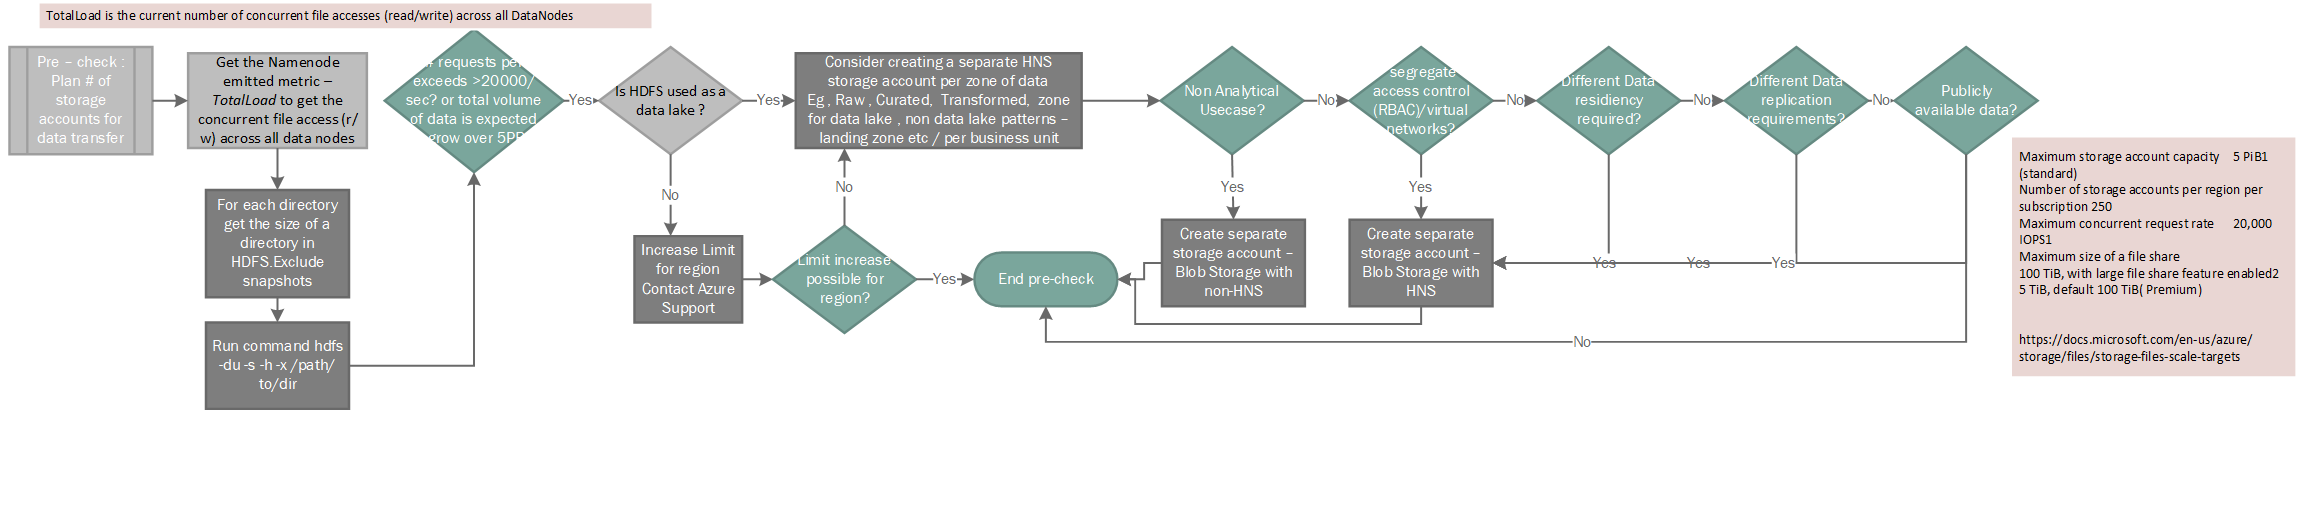 TotalLoad is the current number of concurrent file accesses (read/write) across all DataNodes
Pre – check :
Plan # of
storage
accounts for
data transfer
Get the Namenode
emitted metric –
TotalLoad to get the
concurrent file access (r/
w) across all data nodes
For each directory
get the size of a
directory in
HDFS.Exclude
snapshots
Run command hdfs
-du -s -h -x /path/
to/dir
# requests per
exceeds >20000/
sec? or total volume
of data is expected
grow over 5PB
Yes
Is HDFS used as a
data lake ?
Yes
No
Increase Limit
for region
Contact Azure
Support
Limit increase
possible for
region?
No
Yes
Consider creating a separate HNS
storage account per zone of data
Eg , Raw , Curated, Transformed, zone
for data lake , non data lake patterns –
landing zone etc / per business unit
End pre-check
Non Analytical
Usecase?
No
Yes
Create separate
storage account –
Blob Storage with
non-HNS
segregate
access control
(RBAC)/virtual
networks?
No
Yes
Create separate
storage account –
Blob Storage with
HNS
Different Data
residiency
required?
No
Yes
Different Data
replication
requirements?
No
Yes
Publicly
available data?
Yes
No
Maximum storage account capacity 5 PiB1
(standard)
Number of storage accounts per region per
subscription 250
Maximum concurrent request rate 20,000
IOPS1
Maximum size of a file share
100 TiB, with large file share feature enabled2
5 TiB, default 100 TiB( Premium)
https://docs.microsoft.com/en-us/azure/
storage/files/storage-files-scale-targets